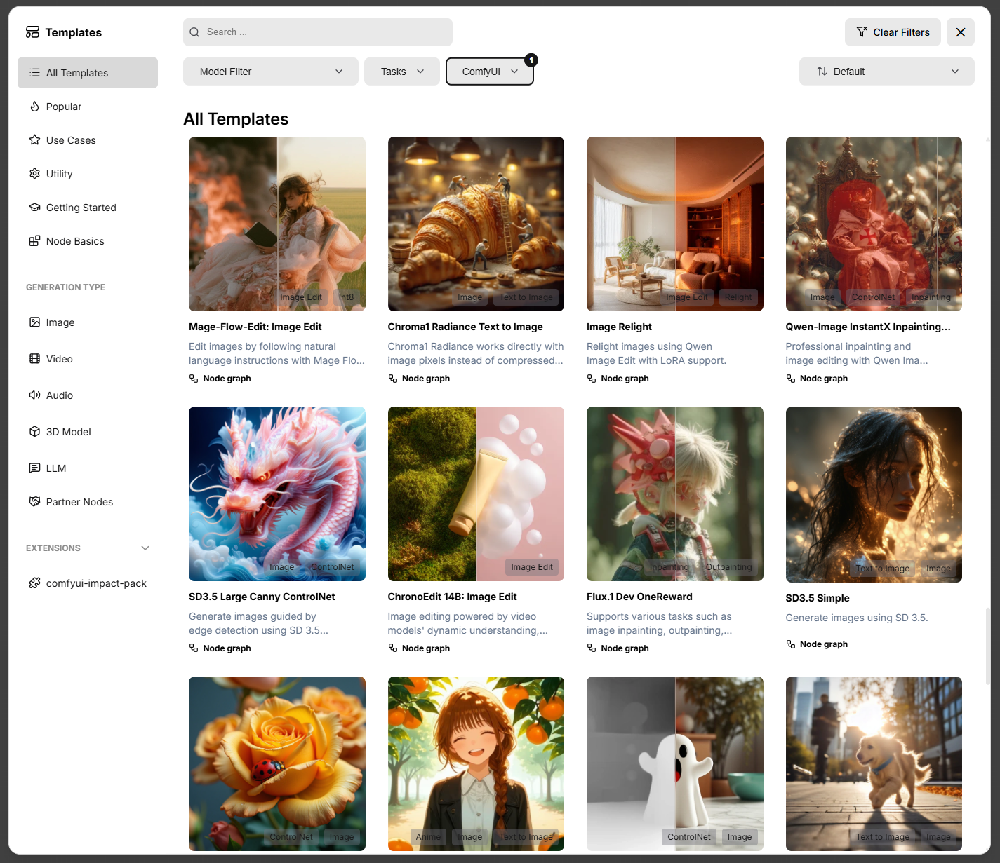 Templates
Search ...
Clear Filters
All Templates
Model Filter
Tasks
ComfyUI
1
Default
Popular
Use Cases
Utility
Getting Started
Node Basics
GENERATION TYPE
Image
Video
Audio
3D Model
LLM
Partner Nodes
EXTENSIONS
comfyui-impact-pack
All Templates
Image Edit Int8
Mage-Flow-Edit: Image Edit
Edit images by following natural
language instructions with Mage Flo...
Node graph
Image Text to Image
Chroma1 Radiance Text to Image
Chroma1 Radiance works directly with
image pixels instead of compressed...
Node graph
Image Edit Relight
Image Relight
Relight images using Qwen
Image Edit with LoRA support.
Node graph
Image ControlNet Inpainting
Qwen-Image InstantX Inpainting...
Professional inpainting and
image editing with Qwen Ima...
Node graph
Image ControlNet
SD3.5 Large Canny ControlNet
Generate images guided by
edge detection using SD 3.5...
Node graph
Image Edit
ChronoEdit 14B: Image Edit
Image editing powered by video
models' dynamic understanding,...
Node graph
Inpainting Outpainting
Flux.1 Dev OneReward
Supports various tasks such as
image inpainting, outpainting,...
Node graph
Text to Image Image
SD3.5 Simple
Generate images using SD 3.5.
Node graph
ControlNet Image
Anime Image Text to Image
ControlNet Image
Text to Image Image